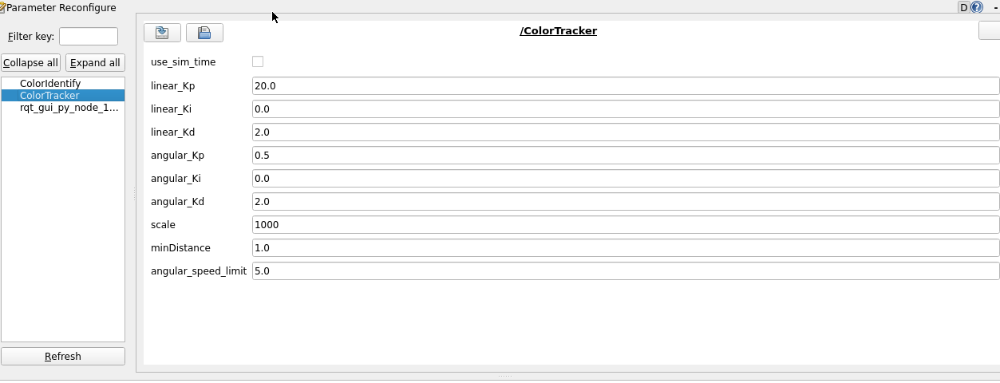 Parameter Reconfigure
D
-
Filter key:
Collapse all
Expand all
ColorIdentify
ColorTracker
rqt_gui_py_node_1...
Refresh
/ColorTracker
use_sim_time
linear_Kp 20.0
linear_Ki 0.0
linear_Kd 2.0
angular_Kp 0.5
angular_Ki 0.0
angular_Kd 2.0
scale 1000
minDistance 1.0
angular_speed_limit 5.0